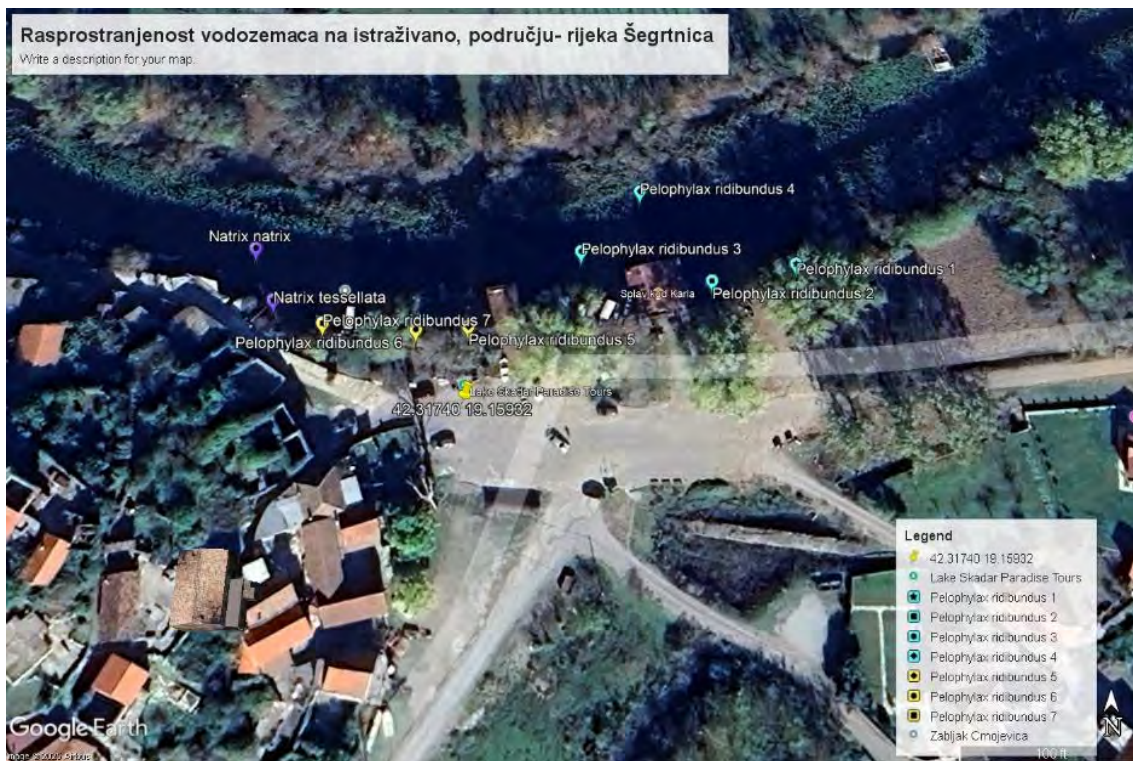 Rasprostranjenost vodozemaca na istraživano, području- rijeka Šegrtnica
Write a description for your map.
Pelophylax ridibundus 4
Natrix natrix
Pelophylax ridibundus 3
Pelophylax ridibundus 1
Splav kod Karla
Pelophylax ridibundus 2
Natrix tessellata
Pelophylax ridibundus 7
Pelophylax ridibundus 6
Pelophylax ridibundus 5
Lake Skadar Paradise Tours
42.31740 19.15932
Legend
42.31740 19.15932
Lake Skadar Paradise Tours
Pelophylax ridibundus 1
Pelophylax ridibundus 2
Pelophylax ridibundus 3
Pelophylax ridibundus 4
Pelophylax ridibundus 5
Pelophylax ridibundus 6
Pelophylax ridibundus 7
Zabljak Crnojevica
N
Google Earth
100 ft